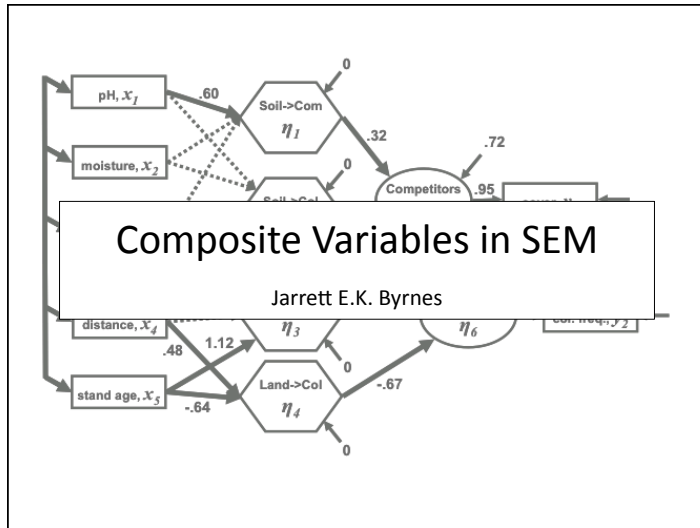 0
pH, x1
.60
Soil->Com
η1
.32
0
.72
moisture, x2
Competitors
.95
Composite Variables in SEM
Jarrett E.K. Byrnes
distance, x4
1.12
η3
η6
col. freq., y2
.48
0
Land->Col
-.67
stand age, x5
-.64
η4
0